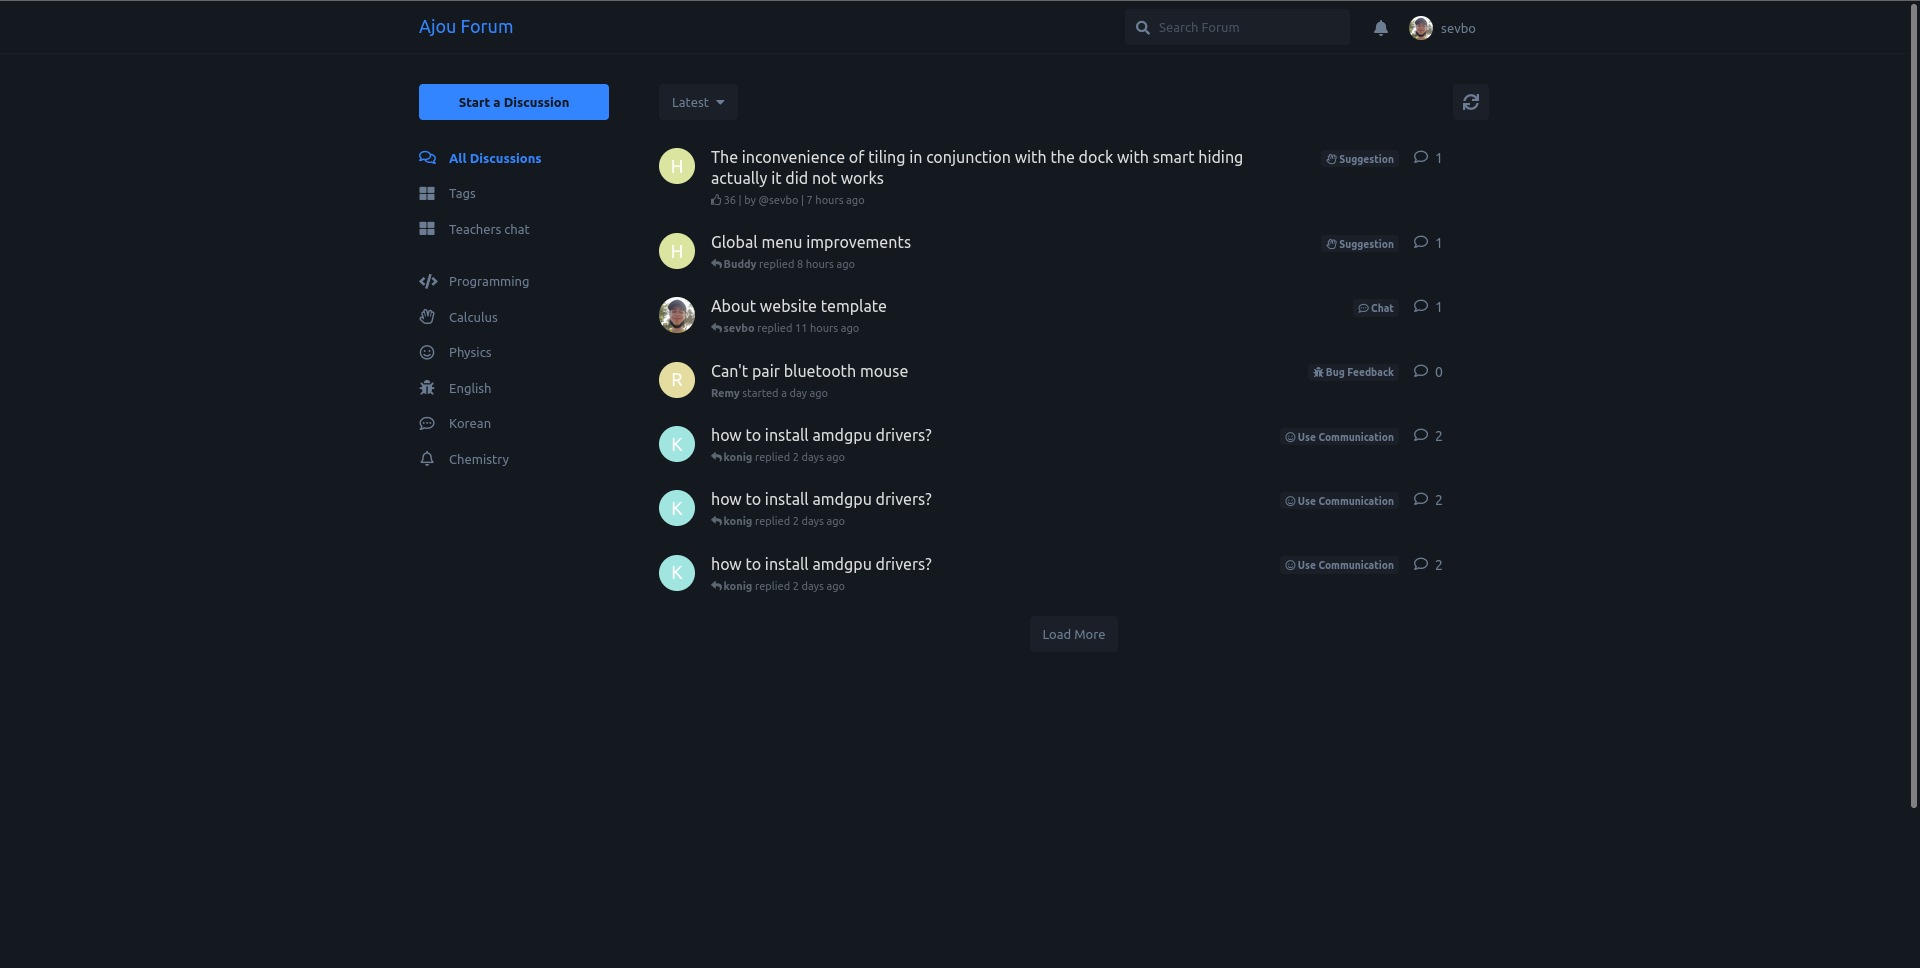 Ajou Forum
Search Forum
sevbo
Start a Discussion
All Discussions
Tags
Teachers chat
Programming
Calculus
Physics
English
Korean
Chemistry
Latest
H
The inconvenience of tiling in conjunction with the dock with smart hiding
actually it did not works
36 | by @sevbo | 7 hours ago
Suggestion
1
H
Global menu improvements
Buddy replied 8 hours ago
Suggestion
1
About website template
sevbo replied 11 hours ago
Chat
1
R
Can't pair bluetooth mouse
Remy started a day ago
Bug Feedback
0
K
how to install amdgpu drivers?
konig replied 2 days ago
Use Communication
2
K
how to install amdgpu drivers?
konig replied 2 days ago
Use Communication
2
K
how to install amdgpu drivers?
konig replied 2 days ago
Use Communication
2
Load More